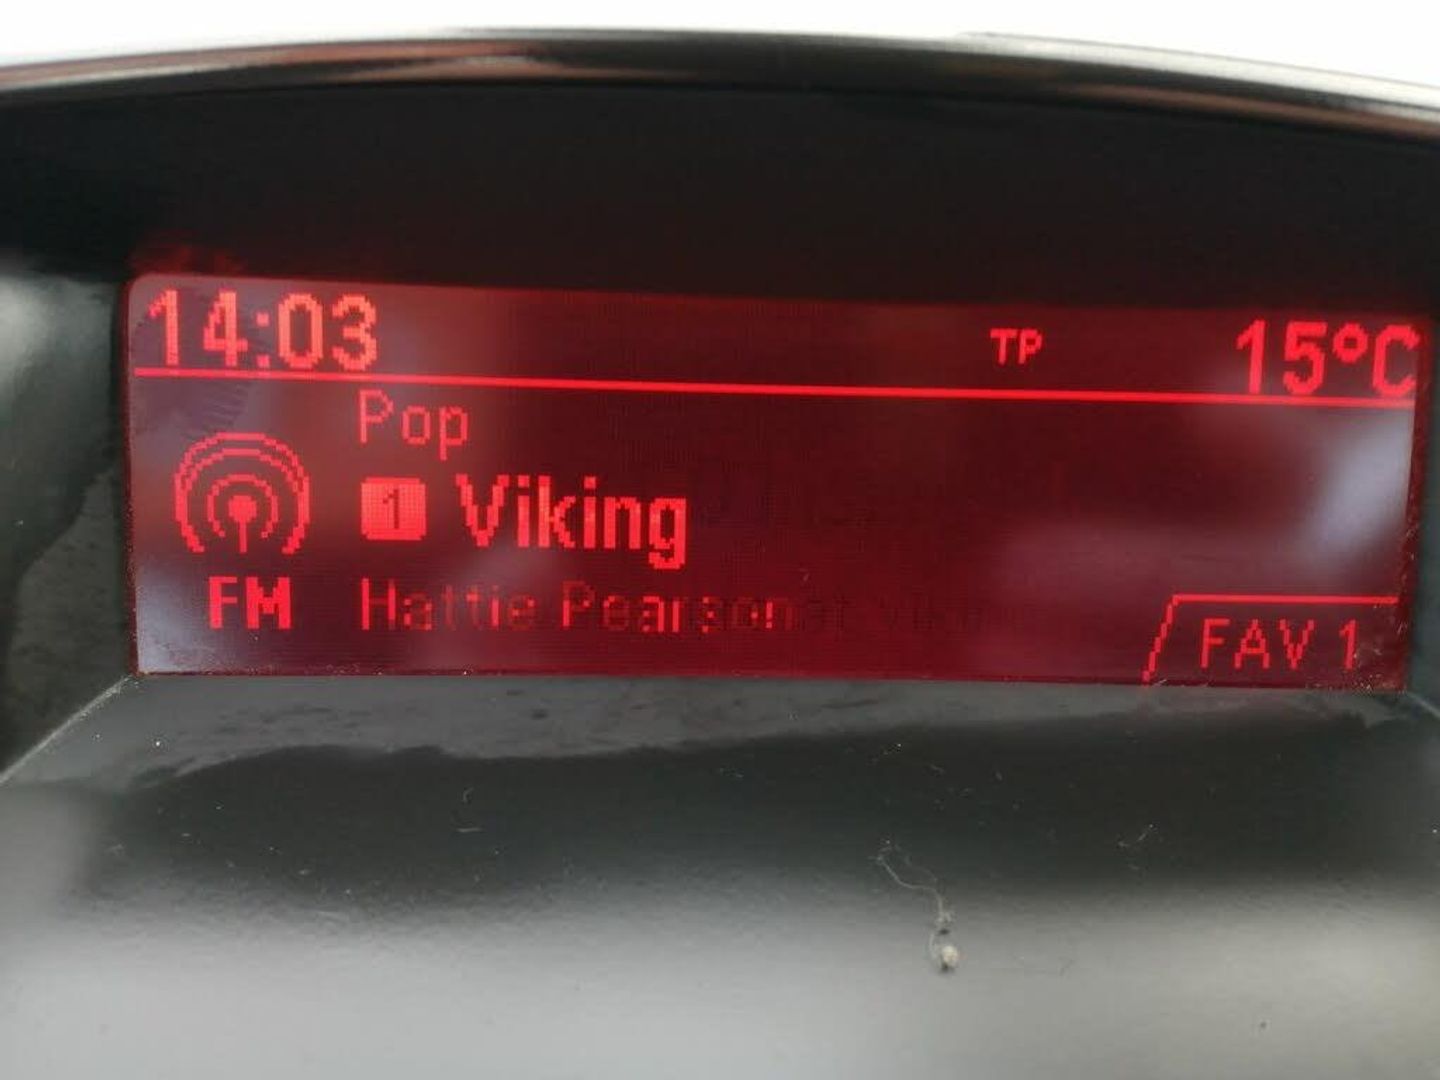 14:03 TP 15°C
Pop
1 Viking
FM Hattie Pearson
FAV 1